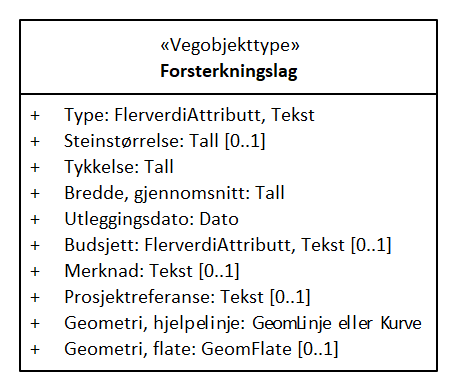 «Vegobjekttype»
Forsterkningslag
+ Type: FlerverdiAttributt, Tekst
+ Steinstørrelse: Tall [0..1]
+ Tykkelse: Tall
+ Bredde, gjennomsnitt: Tall
+ Utleggingsdato: Dato
+ Budsjett: FlerverdiAttributt, Tekst [0..1]
+ Merknad: Tekst [0..1]
+ Prosjektreferanse: Tekst [0..1]
+ Geometri, hjelpelinje: GeomLinje eller Kurve
+ Geometri, flate: GeomFlate [0..1]